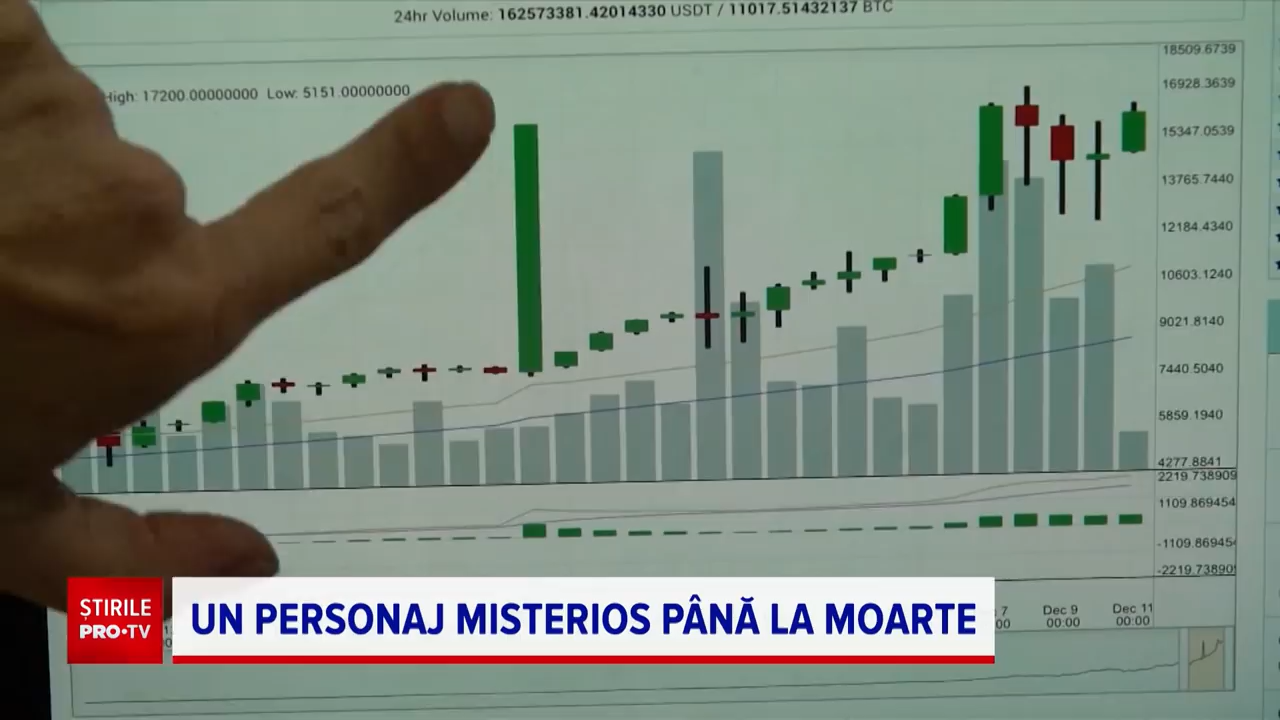 24hr Volume: 162573381.42014330 USDT / 11017.51432137 BTC
High: 17200.00000000 Low: 5151.00000000
18509.6739
16928.3639
15347.0539
13765.7440
12184.4340
10603.1240
9021.8140
7440.5040
5859.1940
4277.8841
2219.738909
1109.869454
-1109.869454
-2219.738909
7
Dec 9
Dec 11
00
00:00
00:00
ȘTIRILE
PRO•TV
UN PERSONAJ MISTERIOS PÂNĂ LA MOARTE